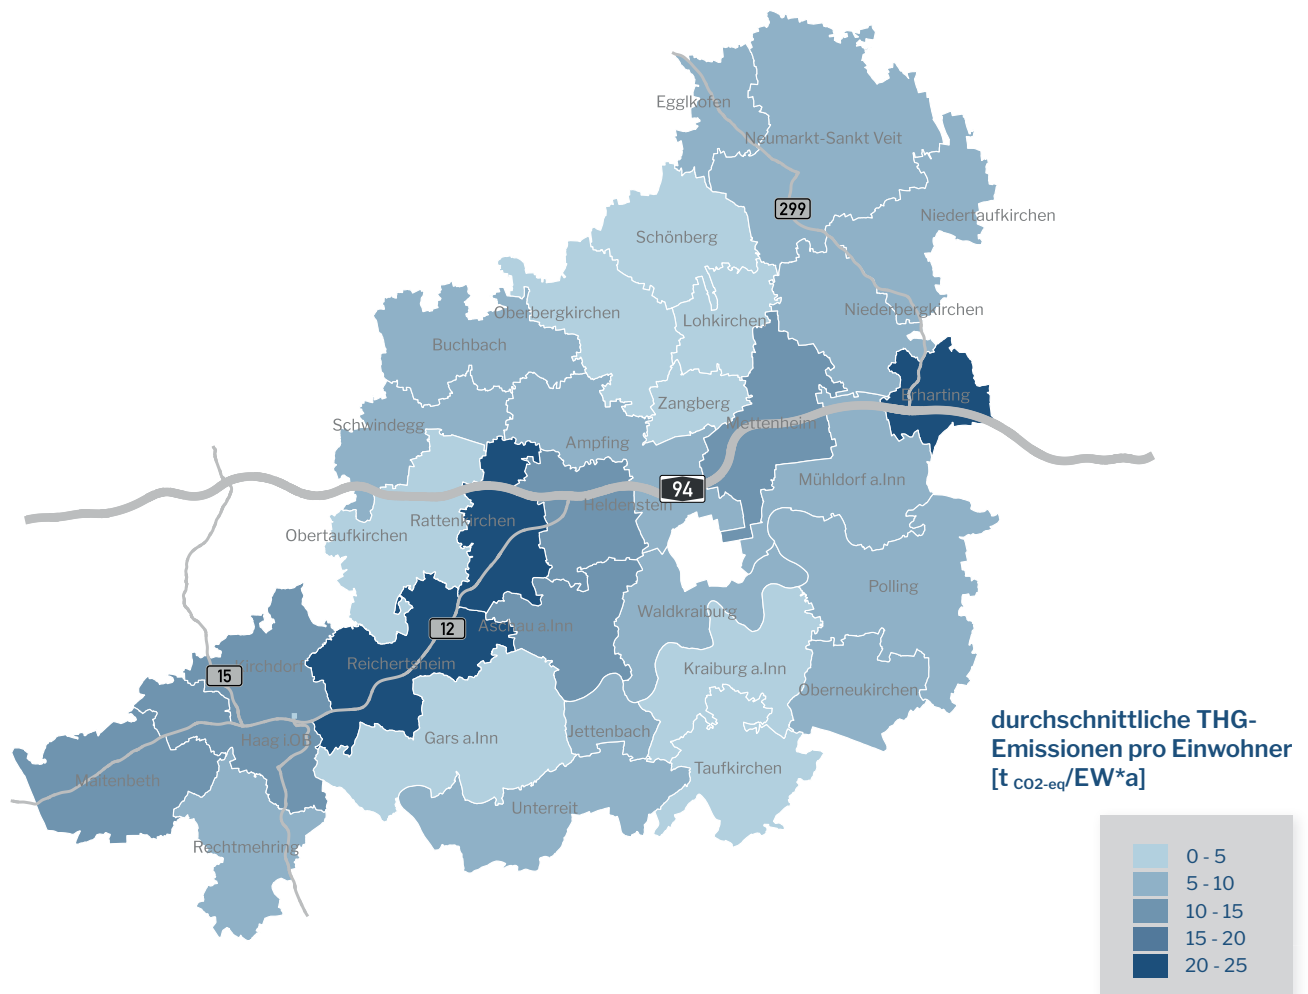 Egglkofen
Neumarkt-Sankt Veit
299
Niedertaufkirchen
Schönberg
Oberbergkirchen
Lohkirchen
Niederbergkirchen
Buchbach
Zangberg
Erharting
Schwindegg
Mettenheim
Ampfing
94
Mühldorf a.Inn
Heldenstein
Rattenkirchen
Obertaufkirchen
Polling
Waldkraiburg
12
Aschau a.Inn
Reichertsheim
Kirchdorf
15
Kraiburg a.Inn
Oberneukirchen
durchschnittliche THG-
Emissionen pro Einwohner
[t CO2-eq/EW*a]
Haag i.OB
Gars a.Inn
Jettenbach
Taufkirchen
Maitenbeth
Unterreit
Rechtmehring
0 - 5
5 - 10
10 - 15
15 - 20
20 - 25